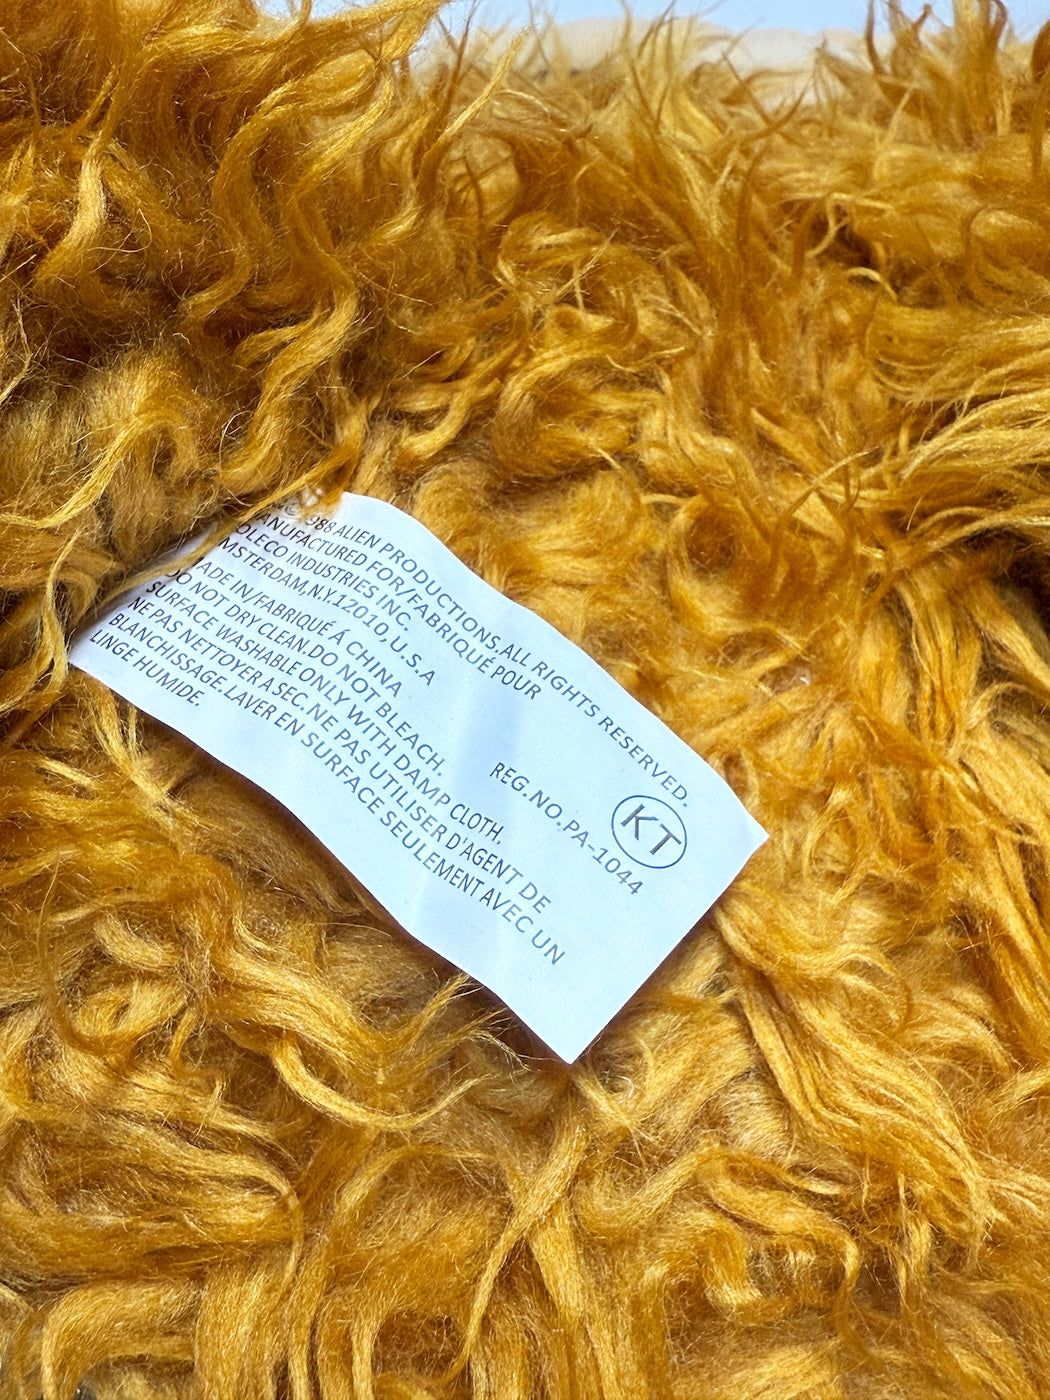 © 1988 ALIEN PRODUCTIONS, ALL RIGHTS RESERVED.
MANUFACTURED FOR/FABRIQUÉ POUR
COLECO INDUSTRIES INC.
AMSTERDAM, N.Y. 12010, U.S.A
MADE IN/FABRIQUÉ Á CHINA
DO NOT DRY CLEAN. DO NOT BLEACH.
SURFACE WASHABLE ONLY WITH DAMP CLOTH,
NE PAS NETTOYER A SEC. NE PAS UTILISER D'AGENT DE
BLANCHISSAGE. LAVER EN SURFACE SEULEMENT AVEC UN
LINGE HUMIDE.
KT
REG.NO.PA-1044